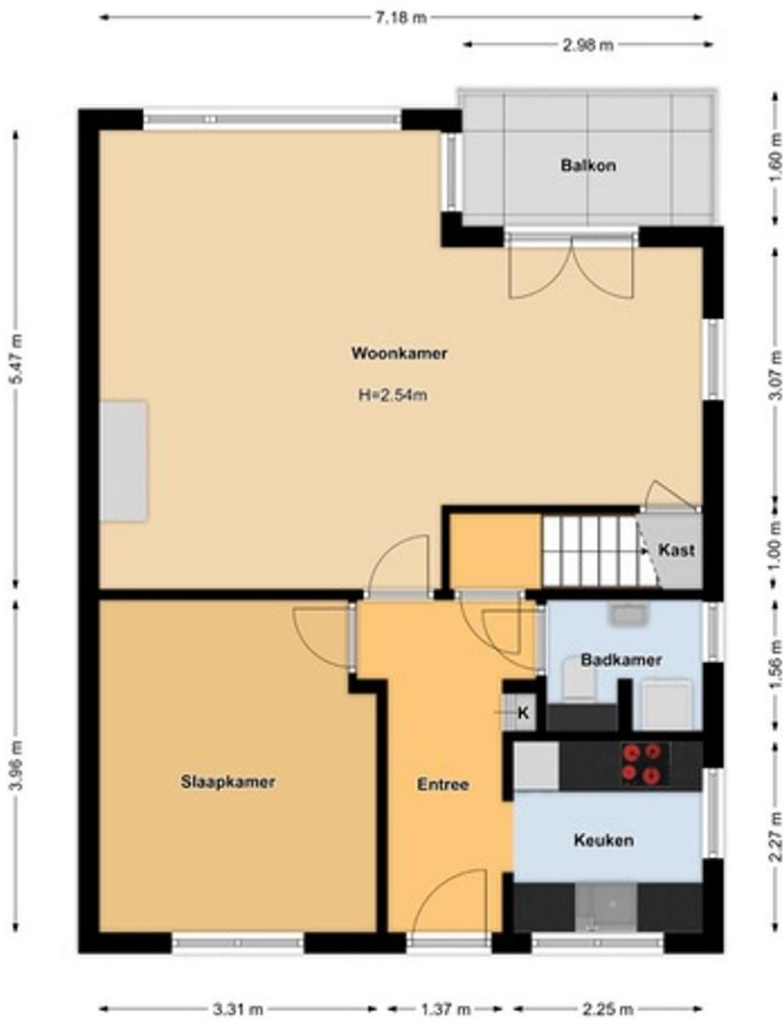 7.18 m
2.98 m
Balkon
1.60 m
5.47 m
Woonkamer
H=2.54m
3.07 m
Kast
1.00 m
Badkamer
1.56 m
K
Slaapkamer
Entree
3.96 m
Keuken
2.27 m
3.31 m
1.37 m
2.25 m